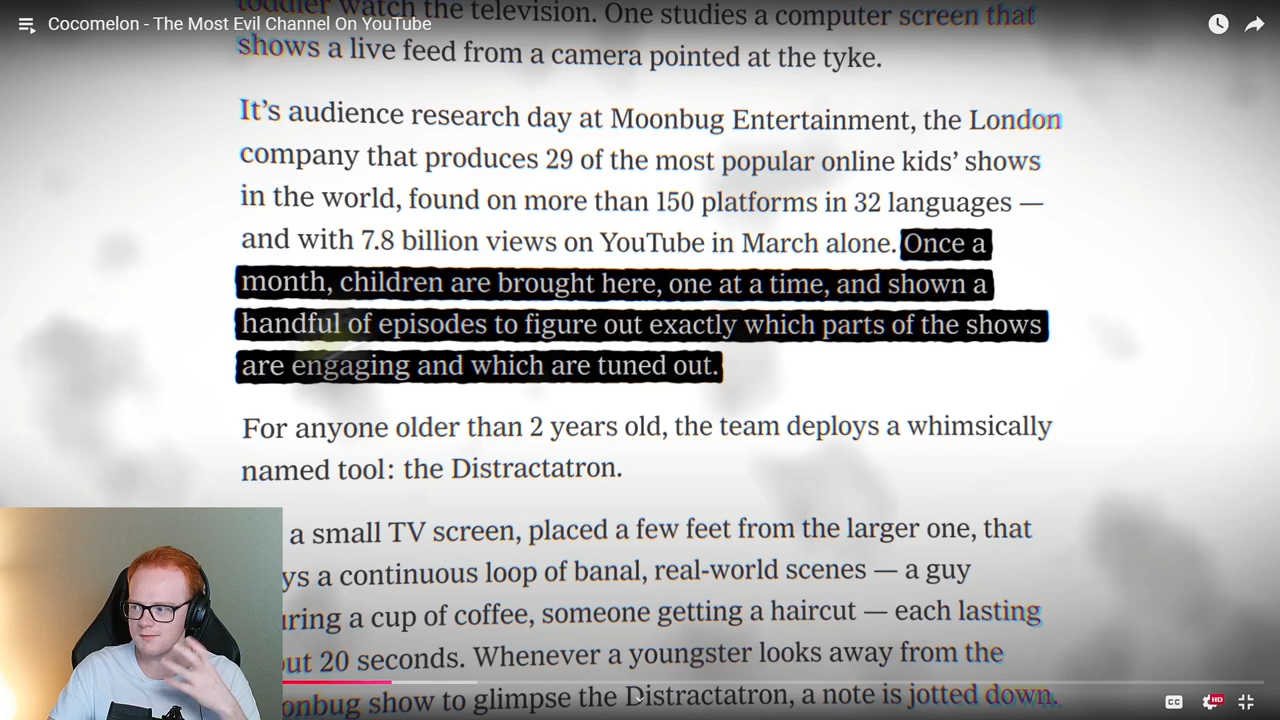 toddler watch the television. One studies a computer screen that
Cocomelon - The Most Evil Channel On YouTube
shows a live feed from a camera pointed at the tyke.
It's audience research day at Moonbug Entertainment, the London
company that produces 29 of the most popular online kids' shows
in the world, found on more than 150 platforms in 32 languages —
and with 7.8 billion views on YouTube in March alone. Once a
month, children are brought here, one at a time, and shown a
handful of episodes to figure out exactly which parts of the shows
are engaging and which are tuned out.
For anyone older than 2 years old, the team deploys a whimsically
named tool: the Distractatron.
a small TV screen, placed a few feet from the larger one, that
ys a continuous loop of banal, real-world scenes — a guy
uring a cup of coffee, someone getting a haircut — each lasting
out 20 seconds. Whenever a youngster looks away from the
onbug show to glimpse the Distractatron, a note is jotted down.
CC
HD